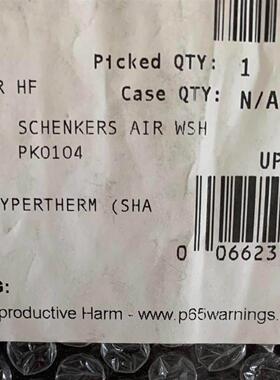 Picked QTY: 1
R HF
Case QTY: N/A
SCHENKERS AIR WSH
PK0104
UP
YPERTHERM (SHA
0 06623
G:
productive Harm - www.p65warnings.